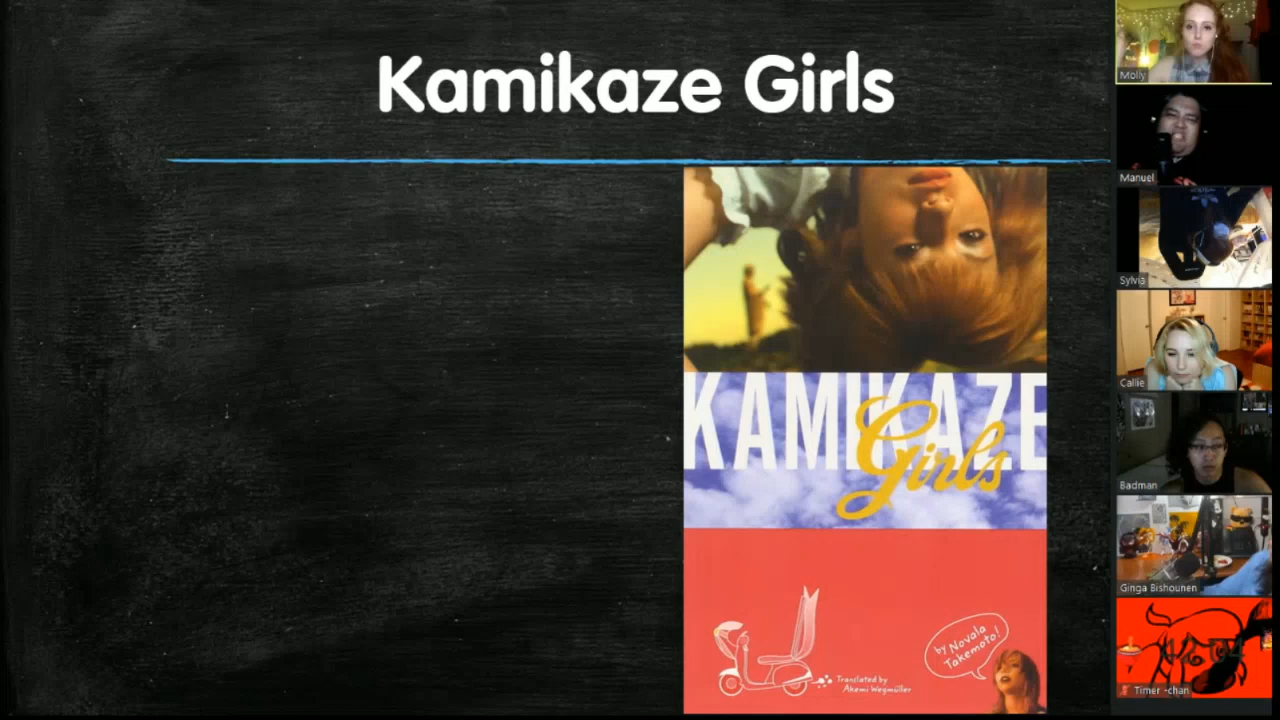 Kamikaze Girls
KAMIKAZE
Girls
by Novala
Takemoto!
Translated by
Akemi Wegmüller
Molly
Manuel
Sylvia
Callie
Badman
Ginga Bishounen
Timer -chan